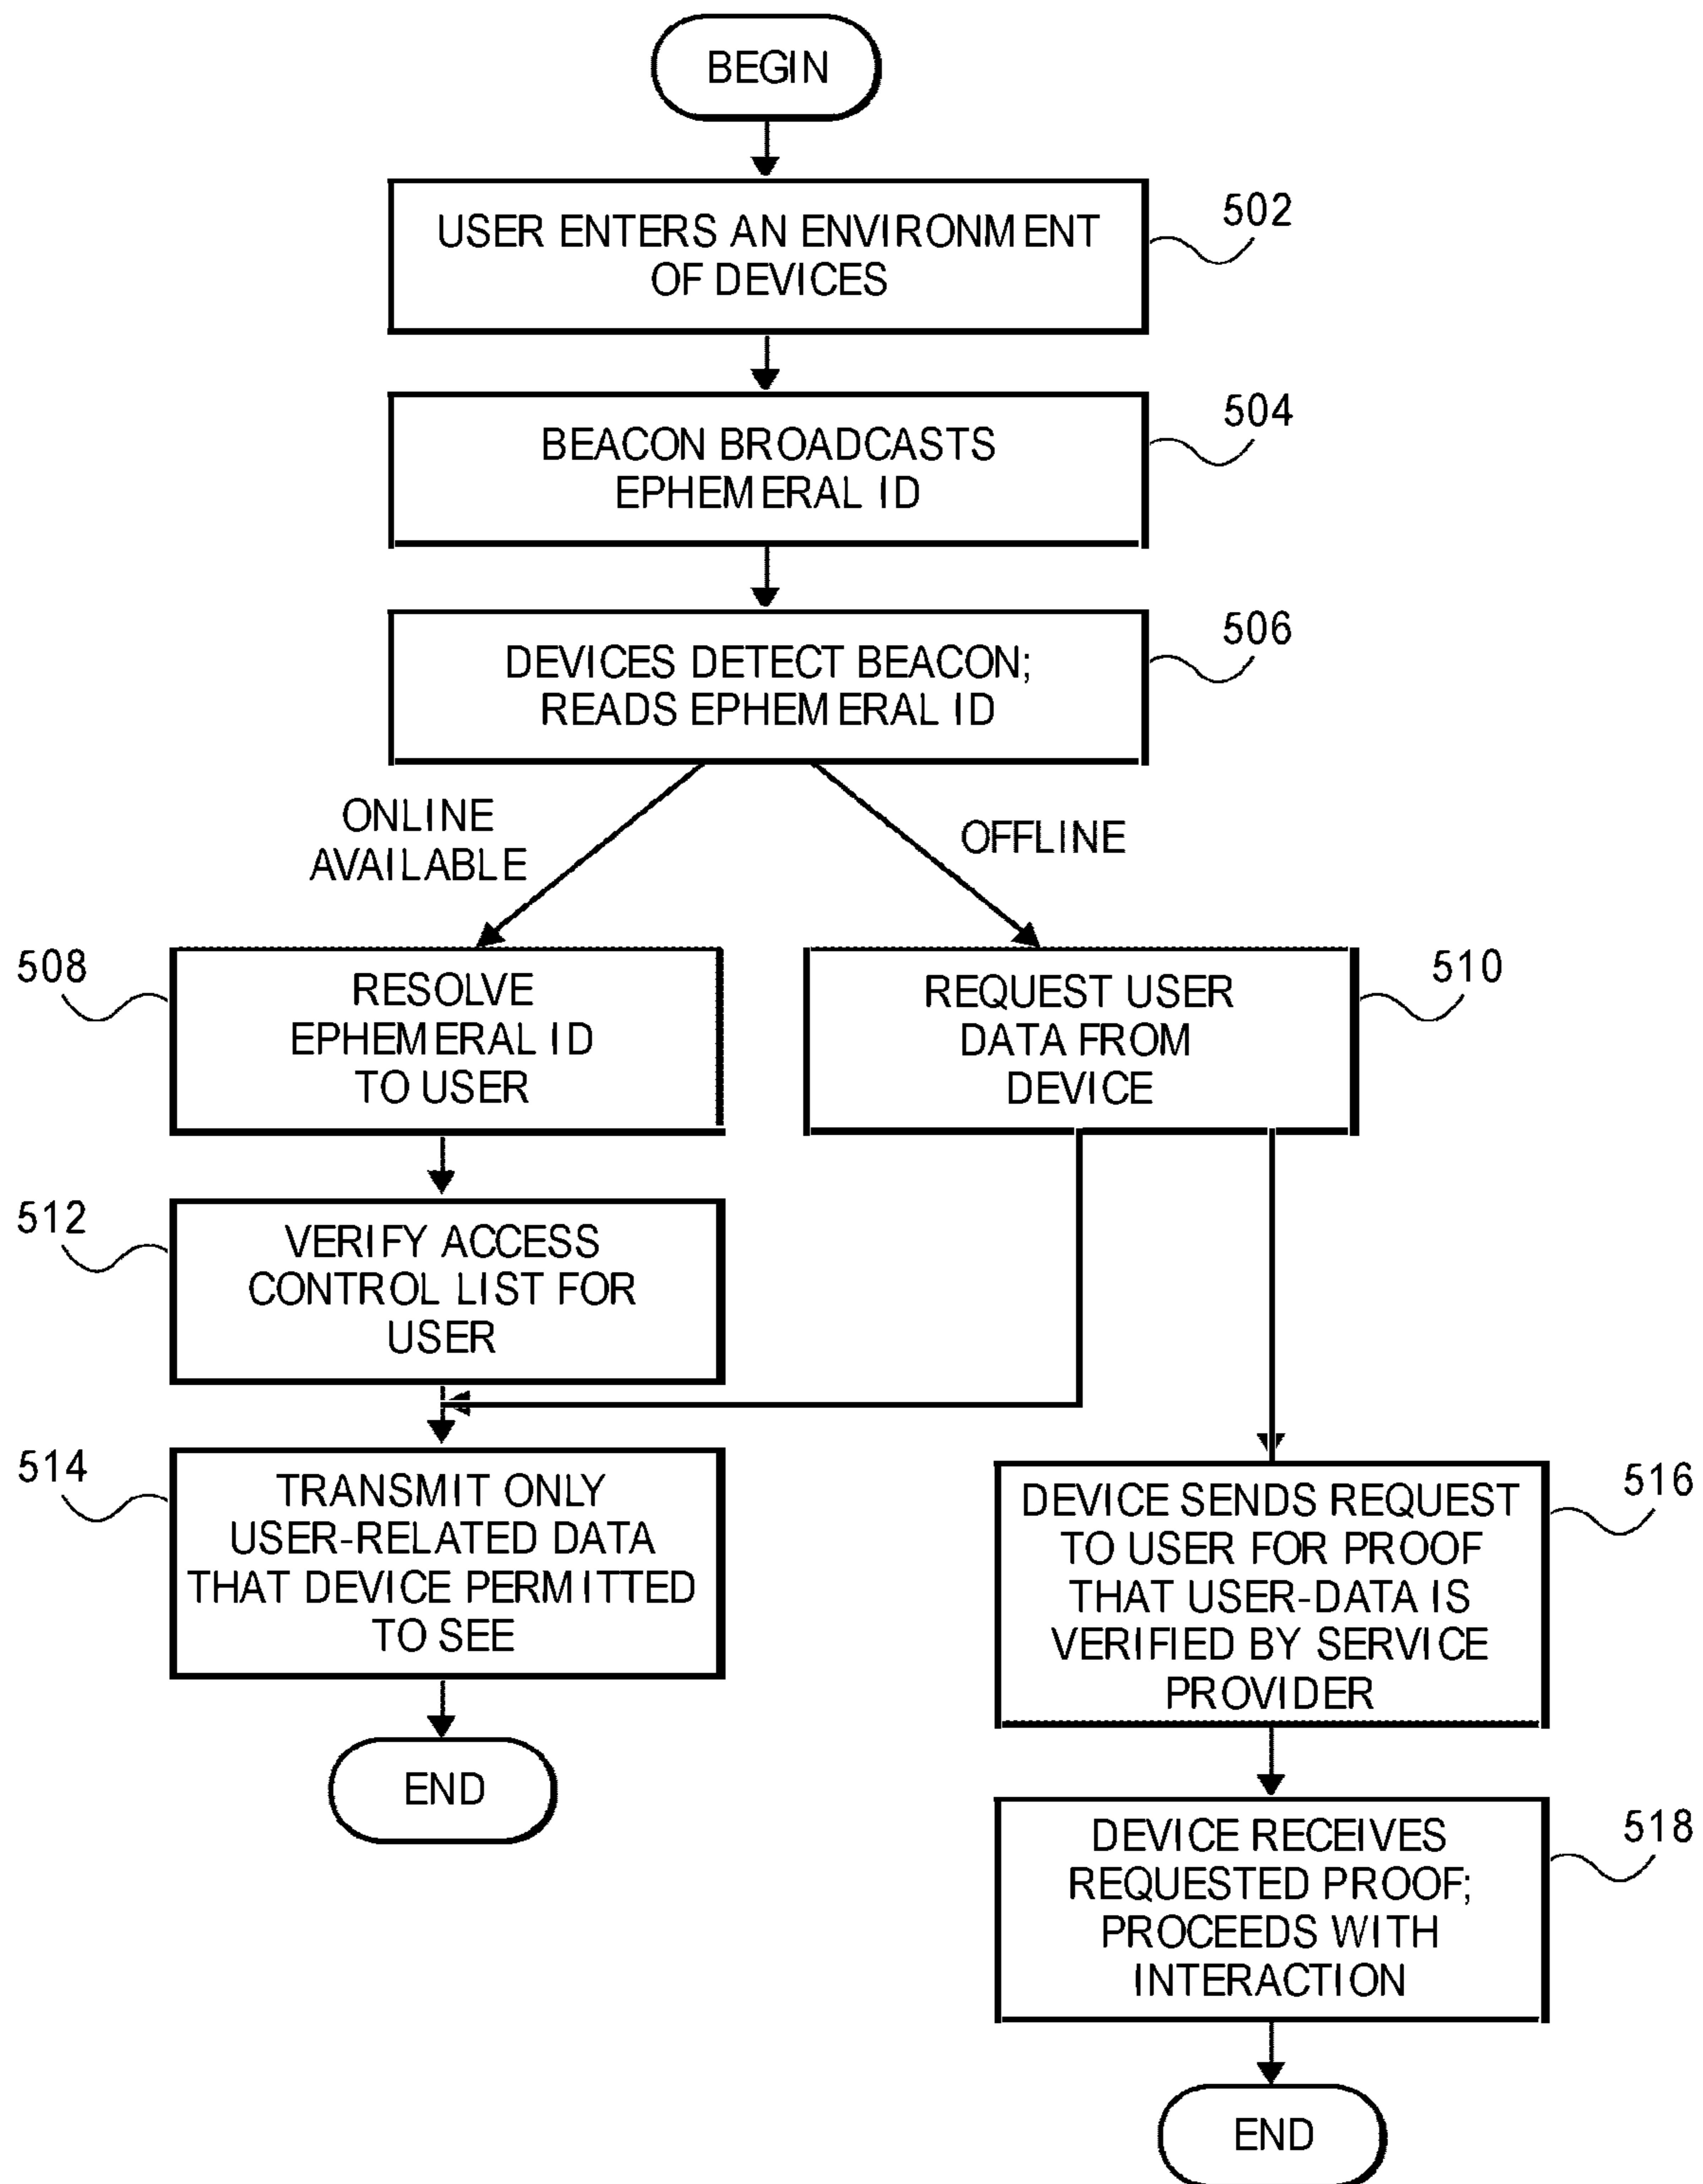 BEGIN
USER ENTERS AN ENVIRONMENT
OF DEVICES
502
BEACON BROADCASTS
EPHEMERAL ID
504
DEVICES DETECT BEACON;
READS EPHEMERAL ID
506
ONLINE
AVAILABLE
OFFLINE
508
RESOLVE
EPHEMERAL ID
TO USER
REQUEST USER
DATA FROM
DEVICE
510
512
VERIFY ACCESS
CONTROL LIST FOR
USER
514
TRANSMIT ONLY
USER-RELATED DATA
THAT DEVICE PERMITTED
TO SEE
END
DEVICE SENDS REQUEST
TO USER FOR PROOF
THAT USER-DATA IS
VERIFIED BY SERVICE
PROVIDER
516
DEVICE RECEIVES
REQUESTED PROOF;
PROCEEDS WITH
INTERACTION
518
END